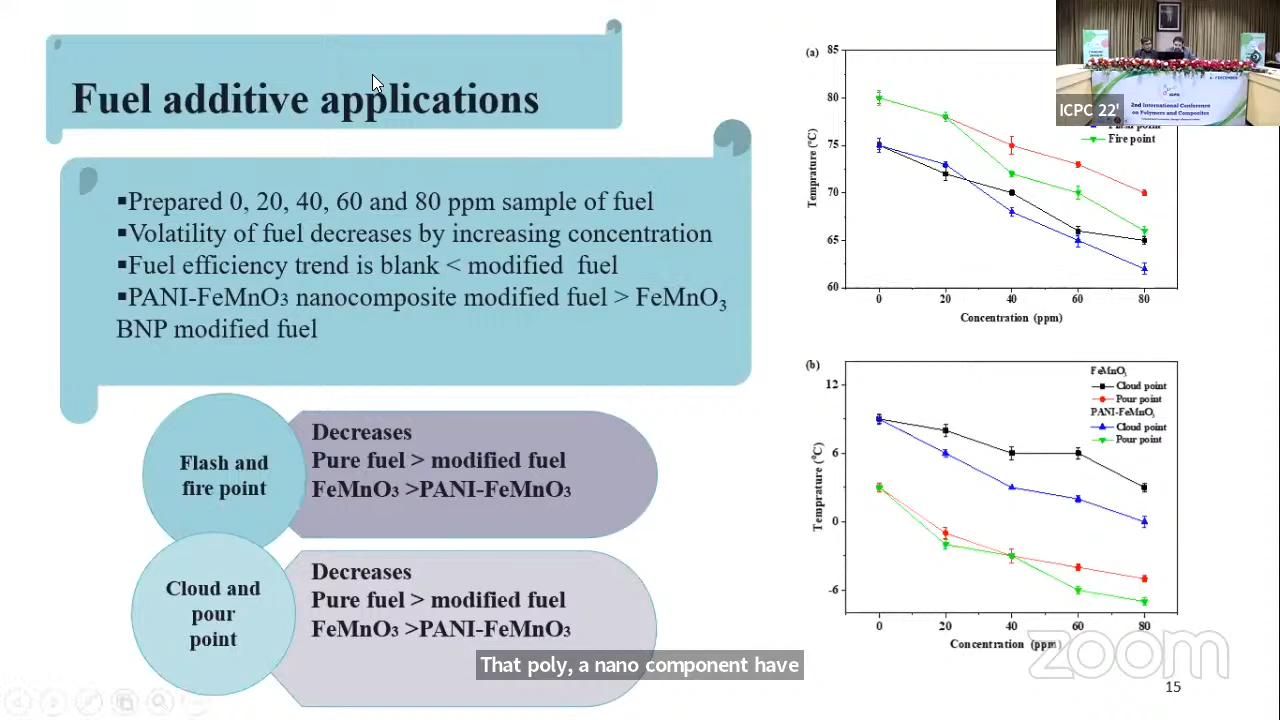 Fuel additive applications
▪Prepared 0, 20, 40, 60 and 80 ppm sample of fuel
▪Volatility of fuel decreases by increasing concentration
▪Fuel efficiency trend is blank < modified fuel
▪PANI-FeMnO3 nanocomposite modified fuel > FeMnO3
BNP modified fuel
Flash and
fire point
Decreases
Pure fuel > modified fuel
FeMnO3 >PANI-FeMnO3
Cloud and
pour
point
Decreases
Pure fuel > modified fuel
FeMnO3 >PANI-FeMnO3
(a)
85
80
75
70
65
60
Temprature (°C)
0 20 40 60 80
Concentration (ppm)
Fire point
(b)
12
6
0
-6
Temprature (°C)
FeMnO3
Cloud point
Pour point
PANI-FeMnO3
Cloud point
Pour point
0 20 40 60 80
Concentration (ppm)
ICPC 22'
2nd International Conference
on Polymers and Composites
That poly, a nano component have
zoom
15